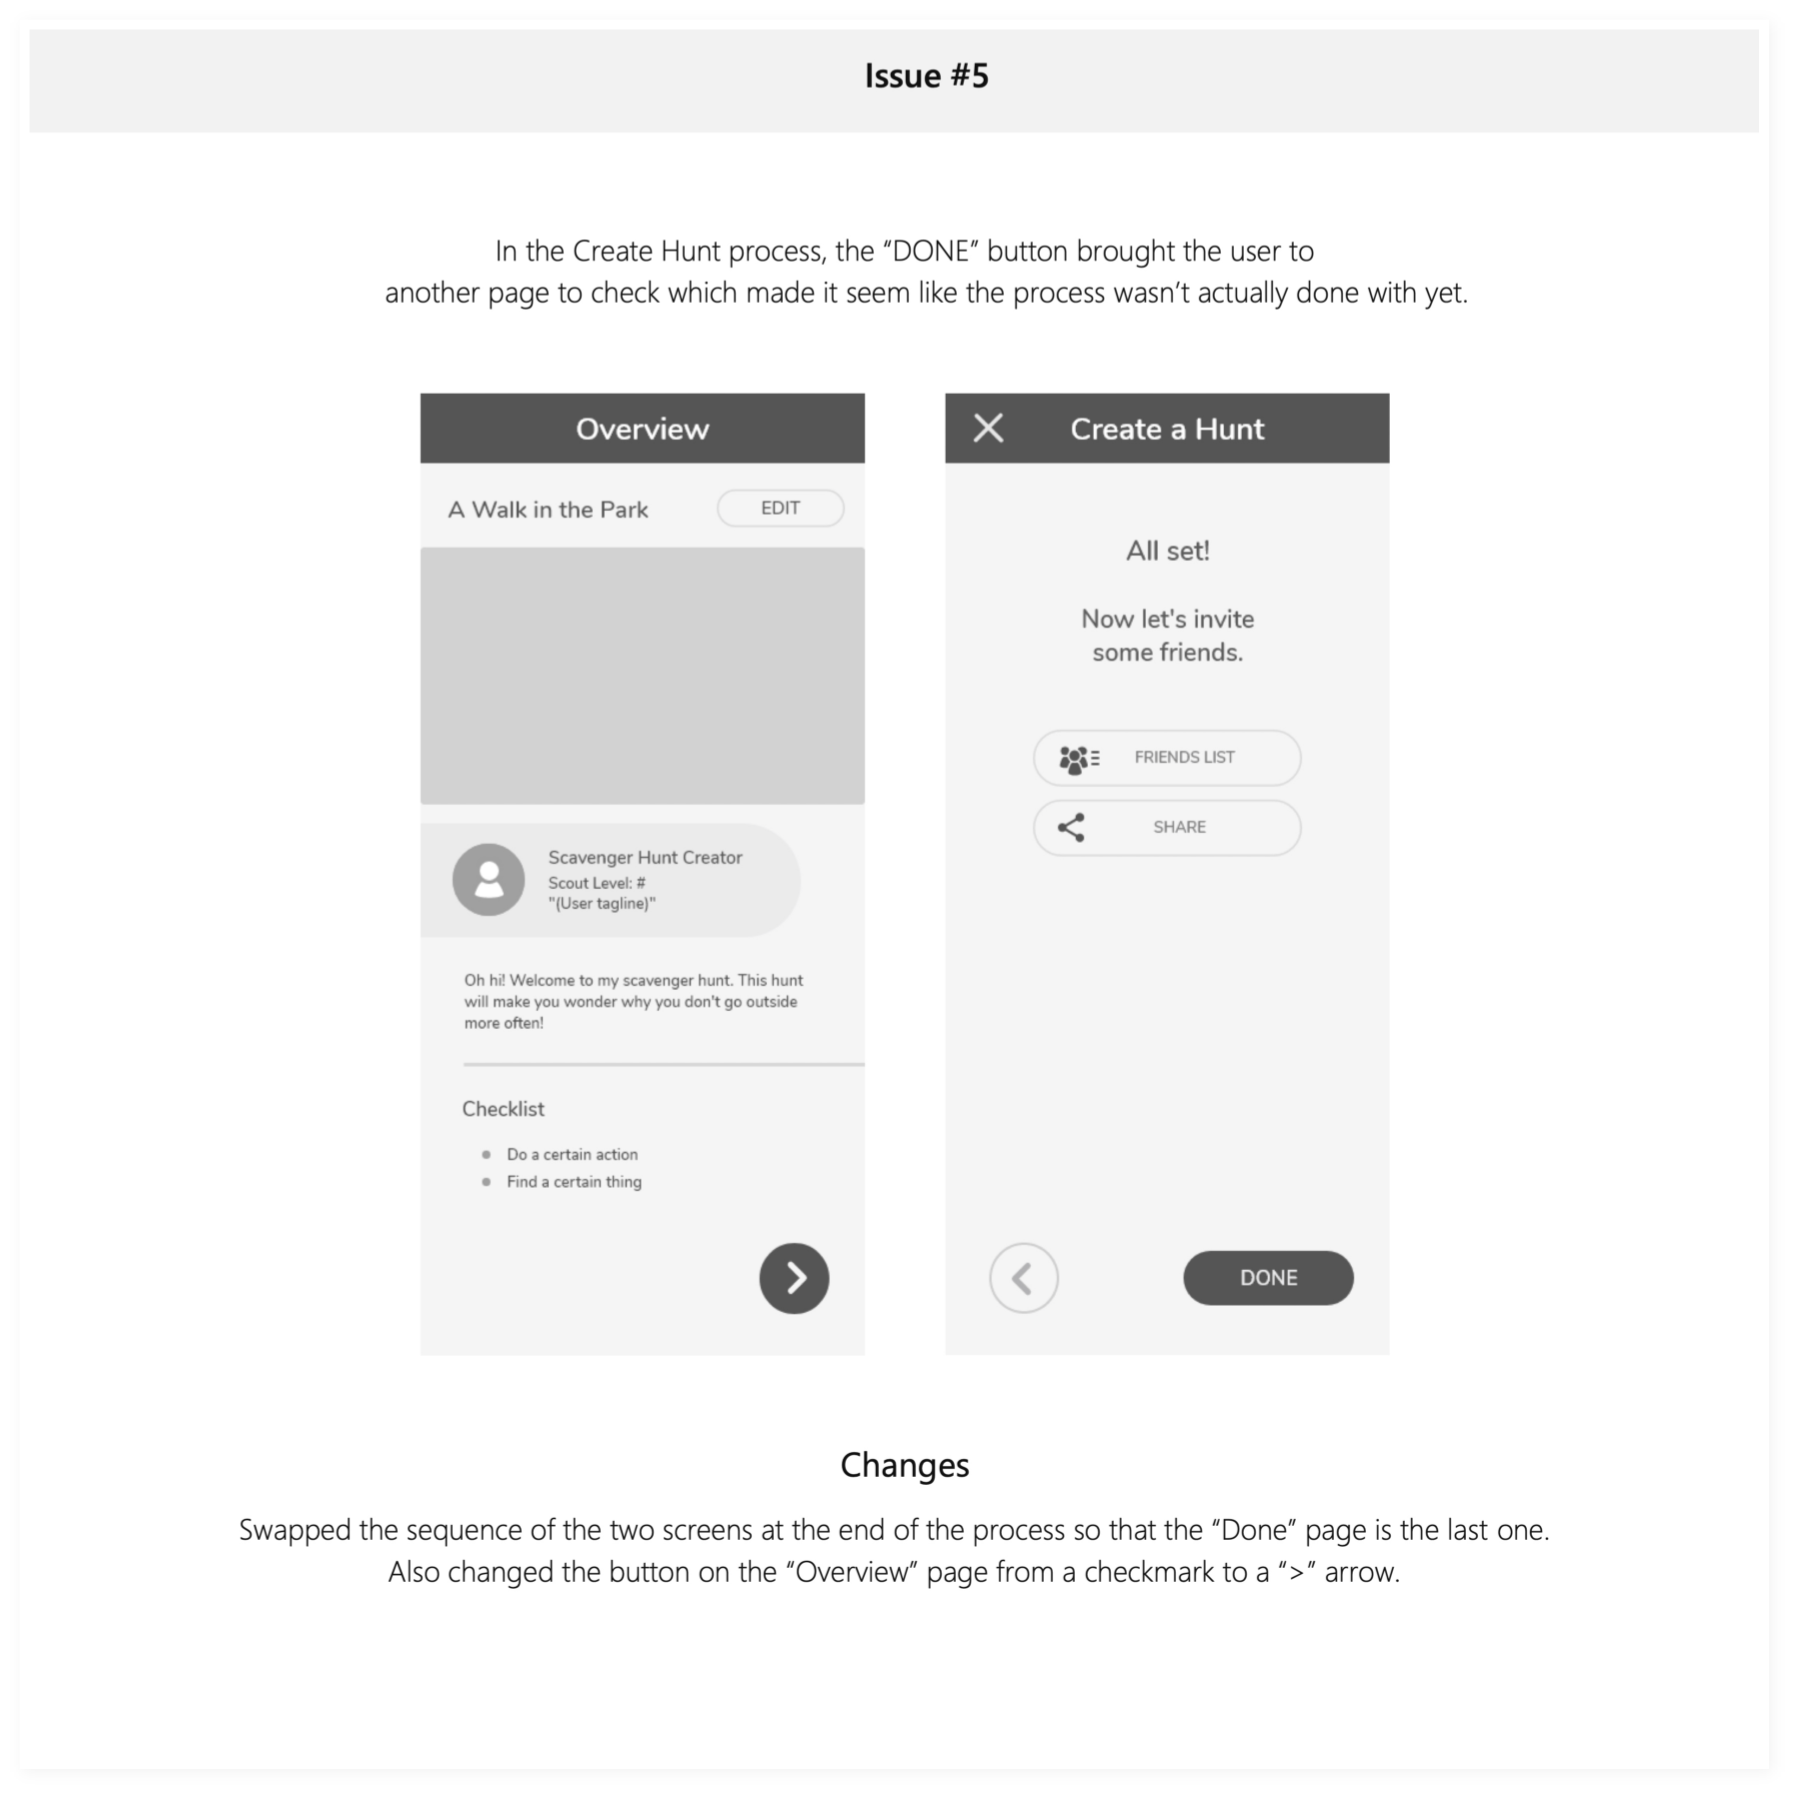 Issue #5
In the Create Hunt process, the “DONE” button brought the user to
another page to check which made it seem like the process wasn’t actually done with yet.
Overview
A Walk in the Park
EDIT
Scavenger Hunt Creator
Scout Level: #
"(User tagline)"
Oh hi! Welcome to my scavenger hunt. This hunt
will make you wonder why you don't go outside
more often!
Checklist
Do a certain action
Find a certain thing
Create a Hunt
All set!
Now let's invite
some friends.
FRIENDS LIST
SHARE
DONE
Changes
Swapped the sequence of the two screens at the end of the process so that the “Done” page is the last one.
Also changed the button on the “Overview” page from a checkmark to a “>” arrow.